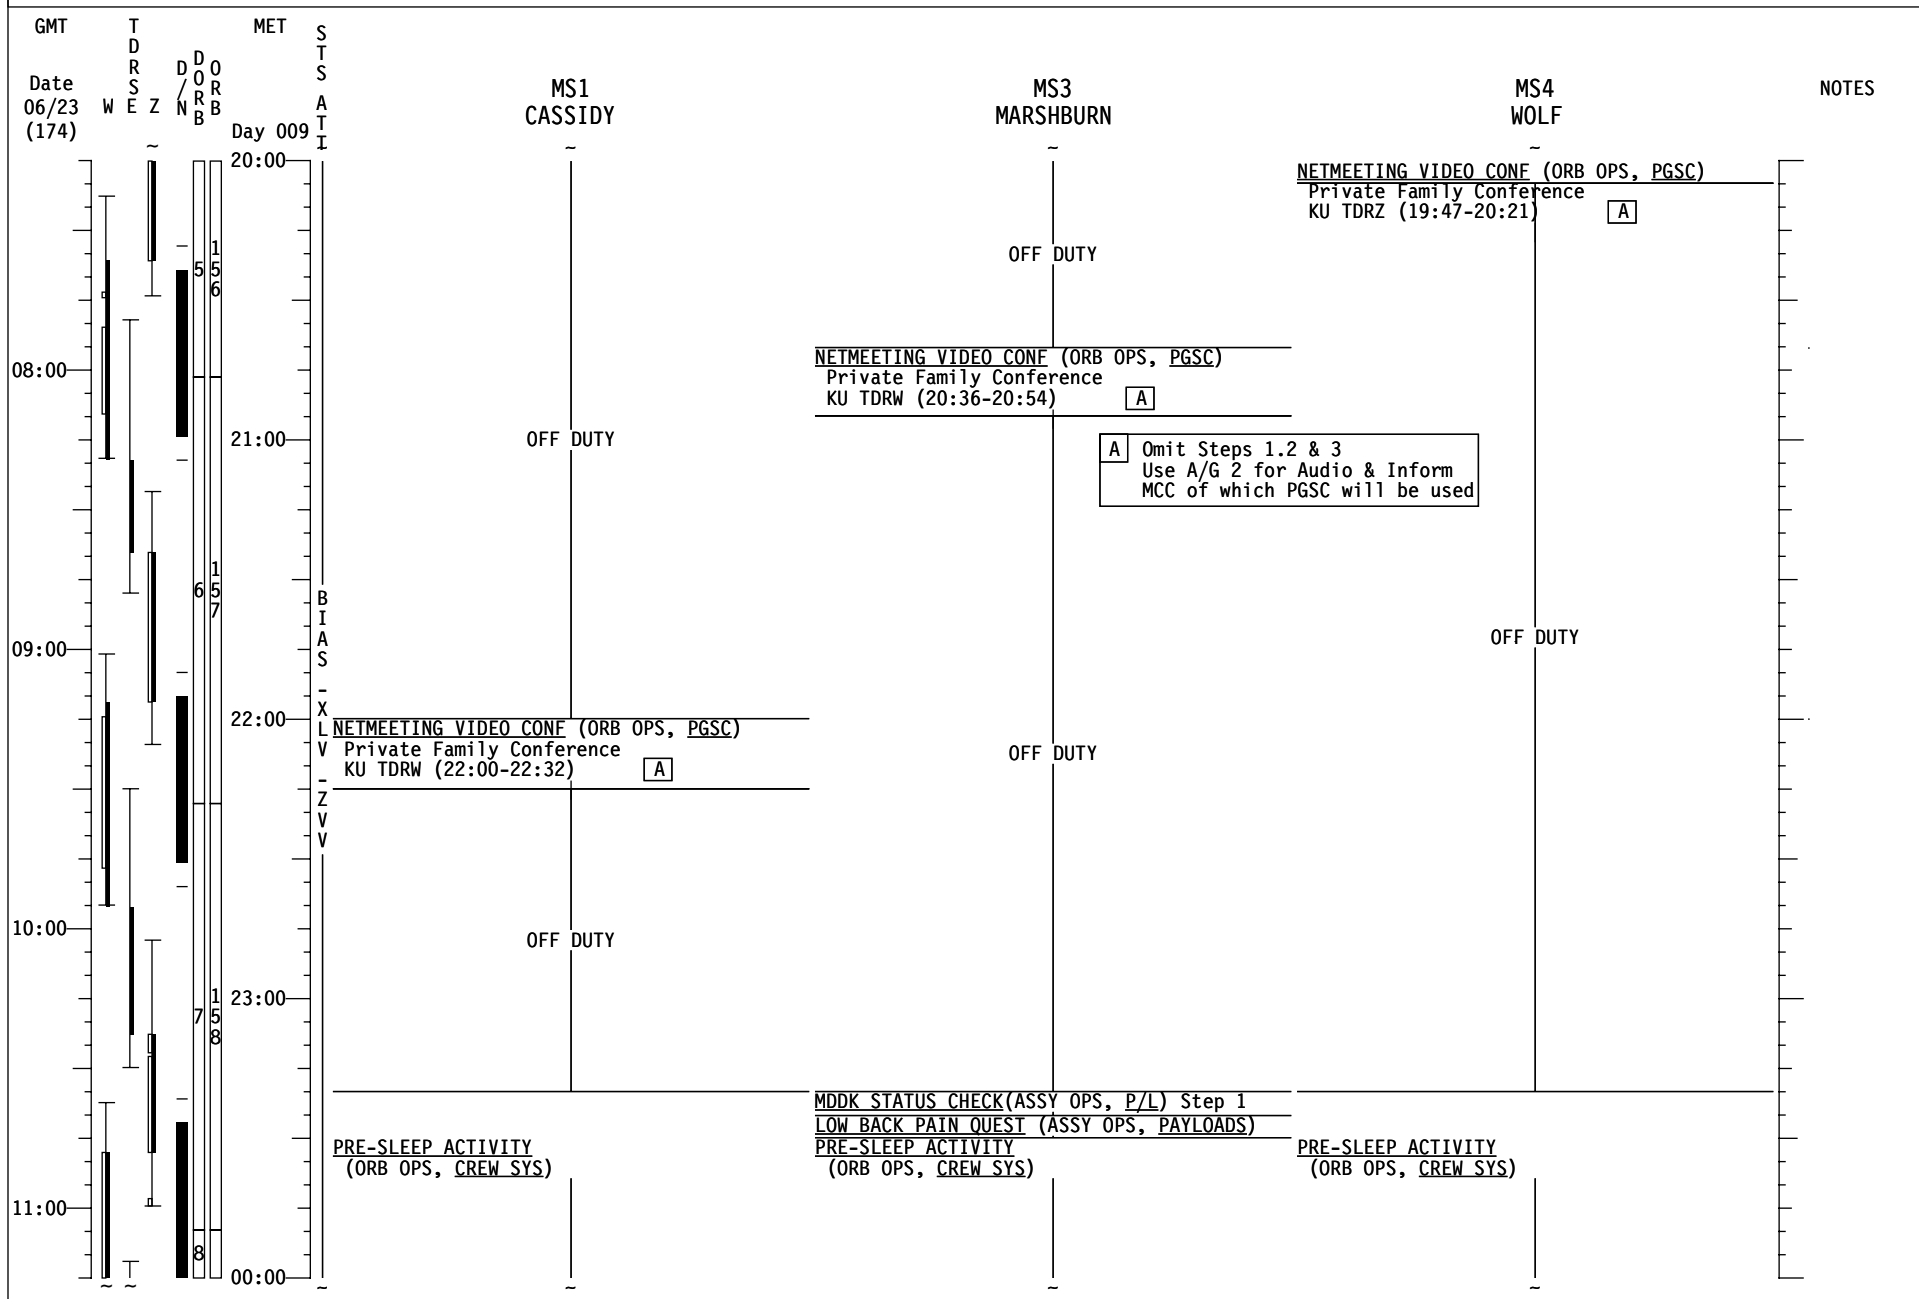 GMT
TDRSE
MET
STS ATT
Date
06/23
(174)
W E Z
D/N
DORB
ORB
Day 009
MS1
CASSIDY
MS3
MARSHBURN
MS4
WOLF
NOTES
~
~
~
~
20:00
NETMEETING VIDEO CONF (ORB OPS, PGSC)
Private Family Conference
KU TDRZ (19:47-20:21) A
5
156
OFF DUTY
NETMEETING VIDEO CONF (ORB OPS, PGSC)
Private Family Conference
KU TDRW (20:36-20:54) A
08:00
21:00
OFF DUTY
A Omit Steps 1.2 & 3
Use A/G 2 for Audio & Inform
MCC of which PGSC will be used
6
157
BIAS -XLV -ZVV
09:00
OFF DUTY
22:00
NETMEETING VIDEO CONF (ORB OPS, PGSC)
Private Family Conference
KU TDRW (22:00-22:32) A
OFF DUTY
10:00
OFF DUTY
23:00
7
158
MDDK STATUS CHECK(ASSY OPS, P/L) Step 1
LOW BACK PAIN QUEST (ASSY OPS, PAYLOADS)
PRE-SLEEP ACTIVITY
(ORB OPS, CREW SYS)
PRE-SLEEP ACTIVITY
(ORB OPS, CREW SYS)
PRE-SLEEP ACTIVITY
(ORB OPS, CREW SYS)
11:00
8
00:00
~ ~ ~ ~ ~ ~